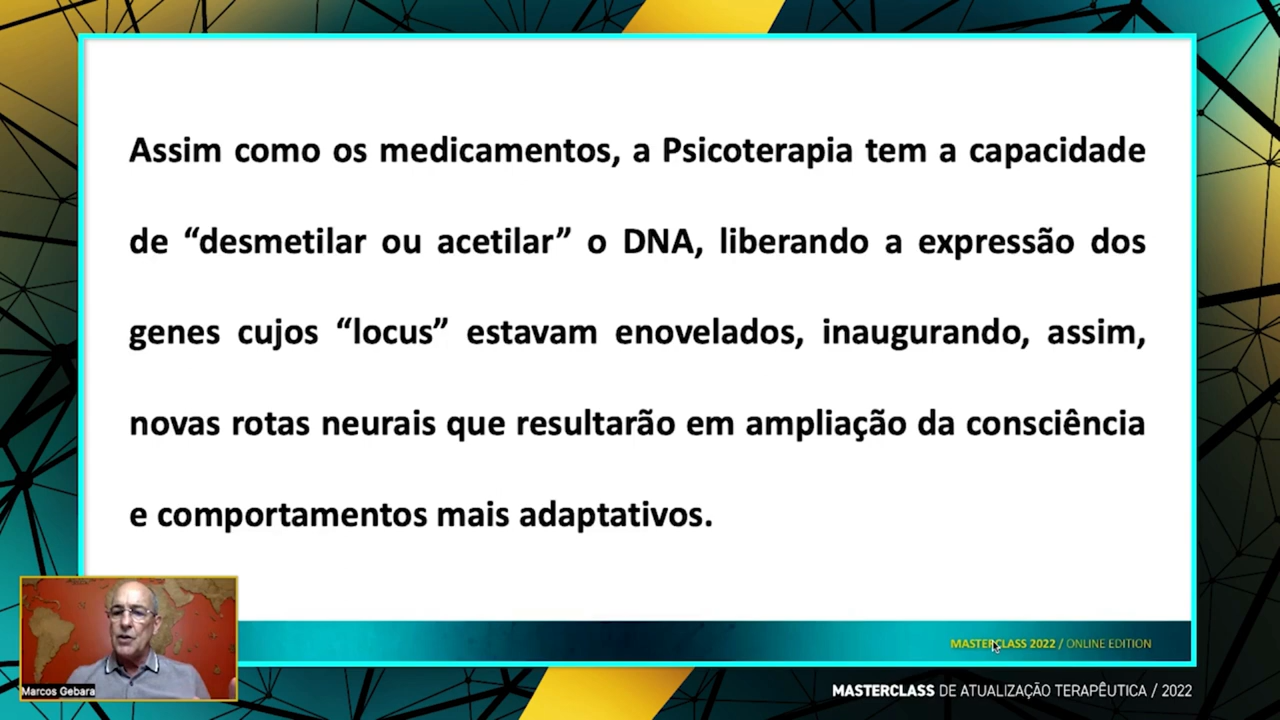 Assim como os medicamentos, a Psicoterapia tem a capacidade
de “desmetilar ou acetilar” o DNA, liberando a expressão dos
genes cujos “locus” estavam enovelados, inaugurando, assim,
novas rotas neurais que resultarão em ampliação da consciência
e comportamentos mais adaptativos.
MASTERCLASS 2022 / ONLINE EDITION
Marcos Gebara
MASTERCLASS DE ATUALIZAÇÃO TERAPÊUTICA / 2022